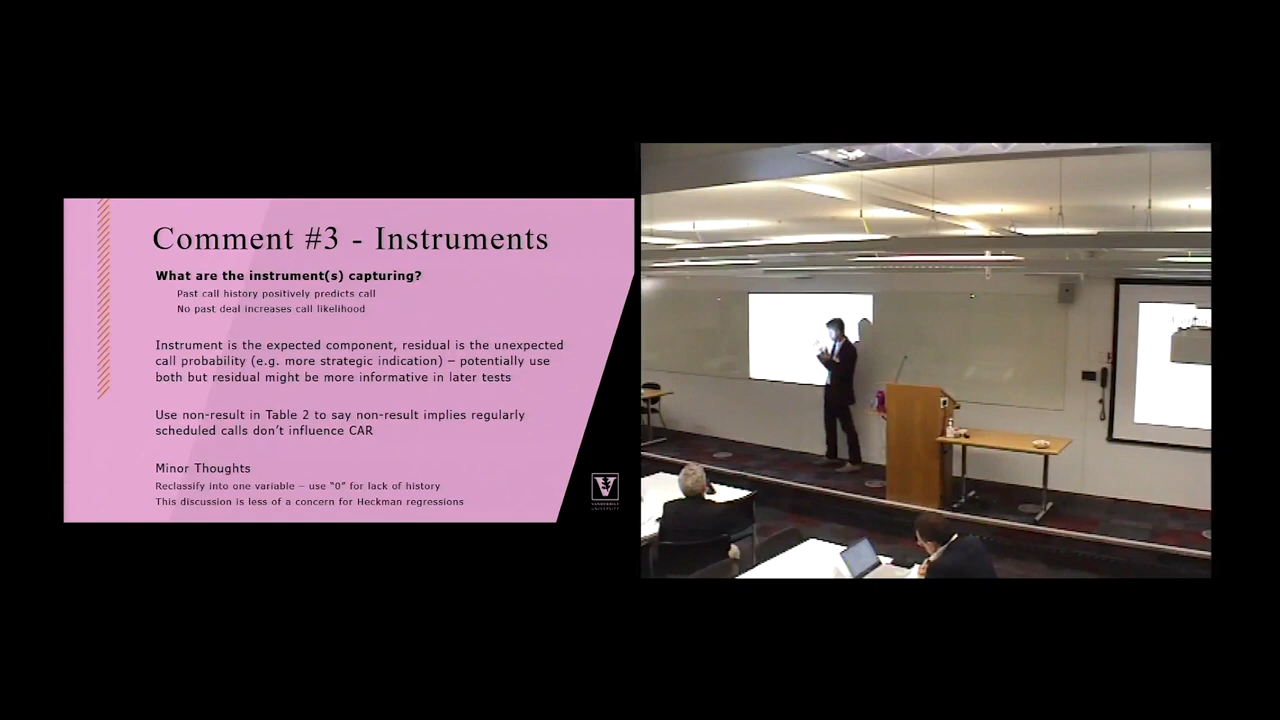 Comment #3 - Instruments
What are the instrument(s) capturing?
Past call history positively predicts call
No past deal increases call likelihood
Instrument is the expected component, residual is the unexpected
call probability (e.g. more strategic indication) – potentially use
both but residual might be more informative in later tests
Use non-result in Table 2 to say non-result implies regularly
scheduled calls don’t influence CAR
Minor Thoughts
Reclassify into one variable – use “0” for lack of history
This discussion is less of a concern for Heckman regressions
V
VANDERBILT
UNIVERSITY